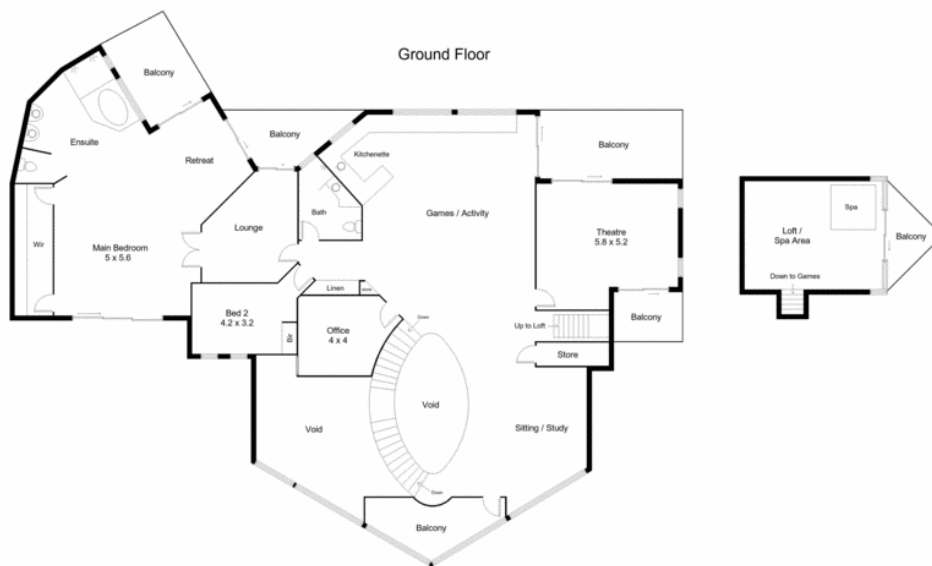 Ground Floor
Balcony
Ensuite
Retreat
Balcony
Kitchenette
Balcony
Bath
Games / Activity
Lounge
Wir
Main Bedroom
5 x 5.6
Theatre
5.8 x 5.2
Loft /
Spa Area
Spa
Balcony
Down to Games
Linen
Bed 2
4.2 x 3.2
Bir
Office
4 x 4
Down
Up to Loft
Balcony
Store
Void
Void
Sitting / Study
Down
Balcony